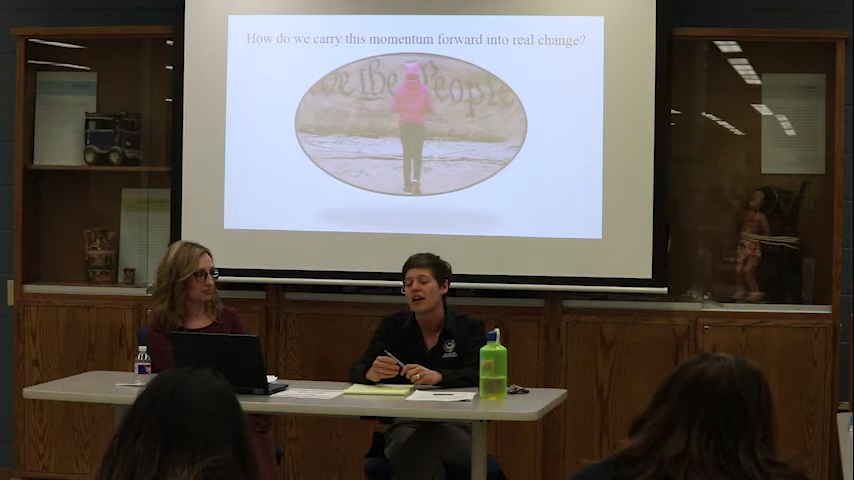 How do we carry this momentum forward into real change?
We the People